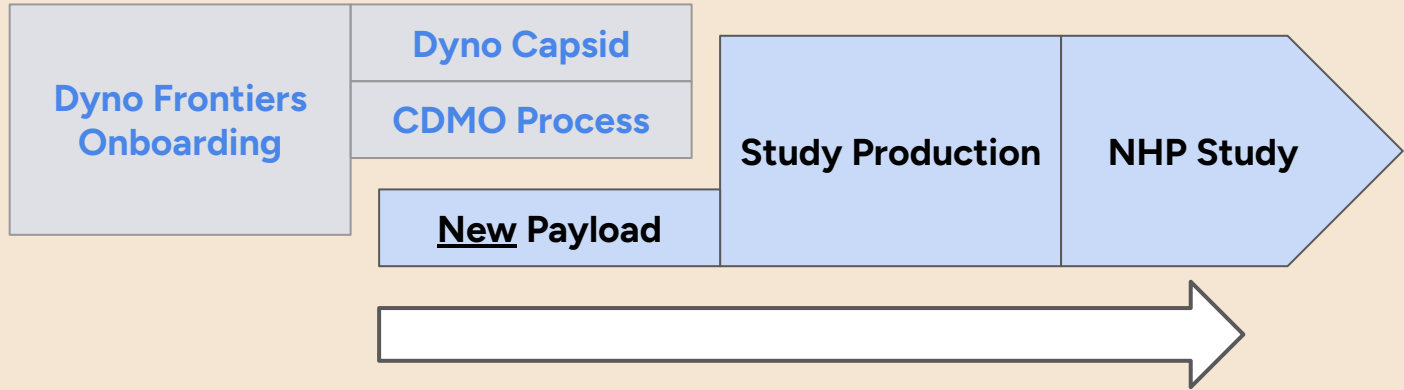 Dyno Frontiers
Onboarding
Dyno Capsid
CDMO Process
New Payload
Study Production
NHP Study